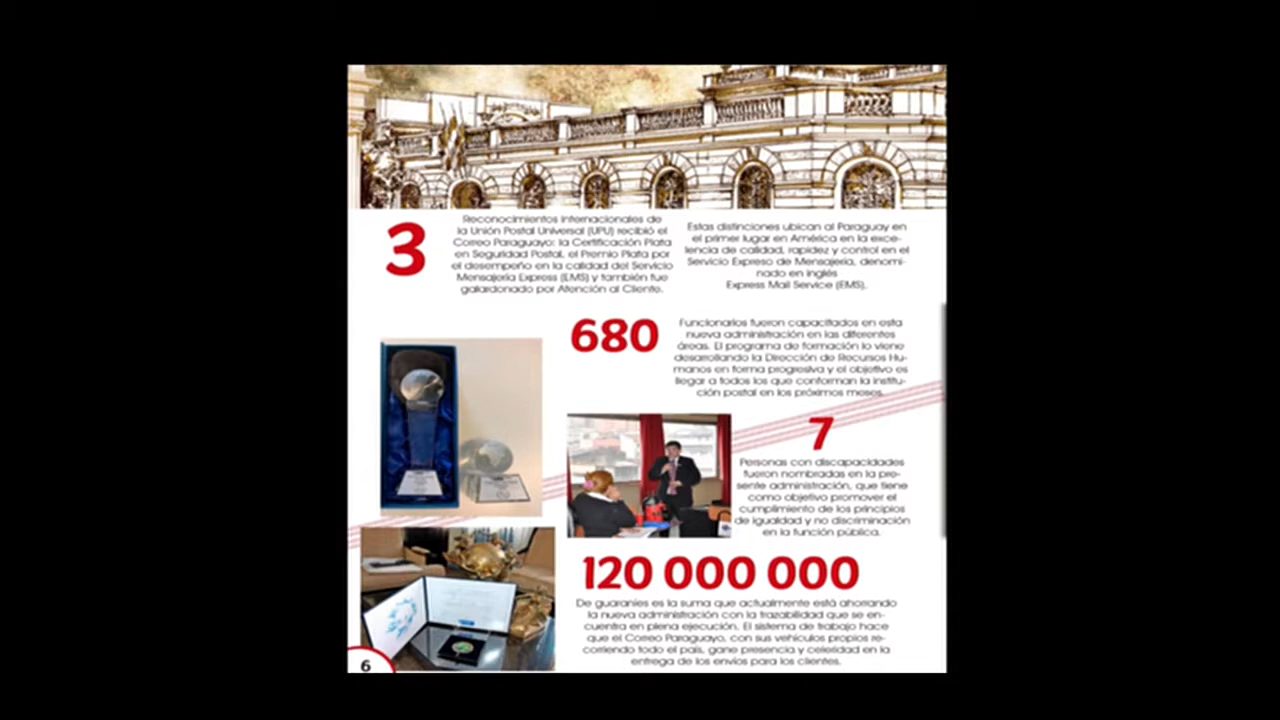 3
Reconocimientos internacionales de
la Unión Postal Universal (UPU) recibió el
Correo Paraguayo: la Certificación Plata
en Seguridad Postal, el Premio Plata por
el desempeño en la calidad del Servicio
Mensajería Express (EMS) y también fue
galardonado por Atención al Cliente.
Estas distinciones ubican al Paraguay en
el primer lugar en América en la exce-
lencia de calidad, rapidez y control en el
Servicio Expreso de Mensajería, denomi-
nado en inglés
Express Mail Service (EMS).
680
Funcionarios fueron capacitados en esta
nueva administración en las diferentes
áreas. El programa de formación lo viene
desarrollando la Dirección de Recursos Hu-
manos en forma progresiva y el objetivo es
llegar a todos los que conforman la institu-
ción postal en los próximos meses.
7
Personas con discapacidades
fueron nombradas en la pre-
sente administración, que tiene
como objetivo promover el
cumplimiento de los principios
de igualdad y no discriminación
en la función pública.
120 000 000
De guaraníes es la suma que actualmente está ahorrando
la nueva administración con la trazabilidad que se en-
cuentra en plena ejecución. El sistema de trabajo hace
que el Correo Paraguayo, con sus vehículos propios re-
corriendo todo el país, gane presencia y celeridad en la
entrega de los envíos para los clientes.
6